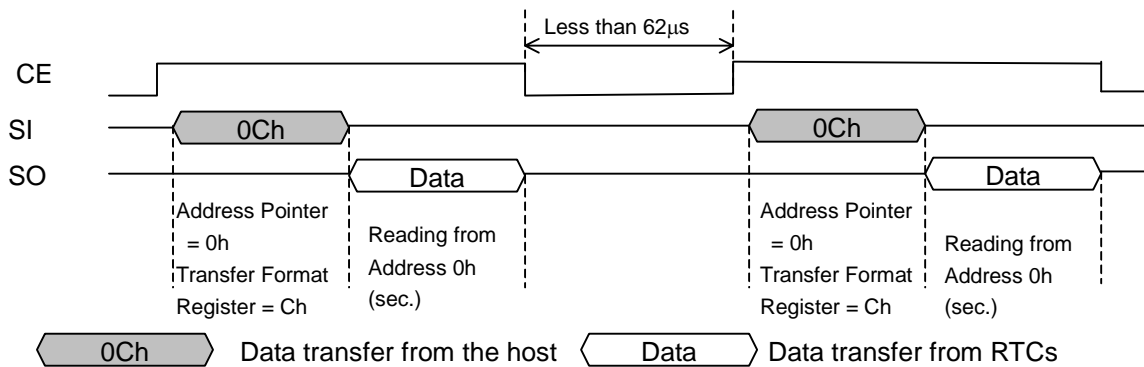 Less than 62μs
CE
SI
0Ch
0Ch
SO
Data
Data
Address Pointer
= 0h
Transfer Format
Register = Ch
Reading from
Address 0h
(sec.)
Address Pointer
= 0h
Transfer Format
Register = Ch
Reading from
Address 0h
(sec.)
0Ch
Data transfer from the host
Data
Data transfer from RTCs